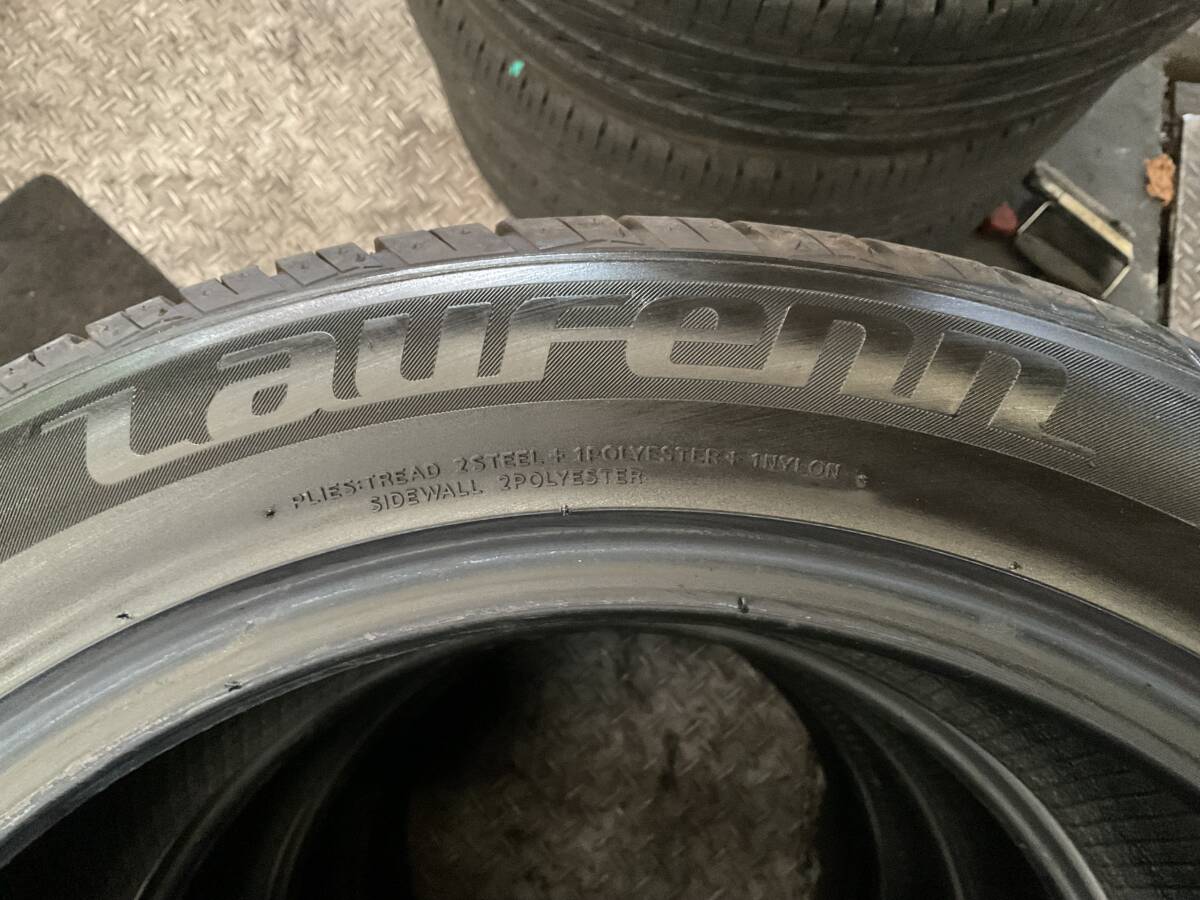 Laufenn
PLIES:TREAD 2STEEL + 1POLYESTER + 1NYLON
SIDEWALL 2POLYESTER